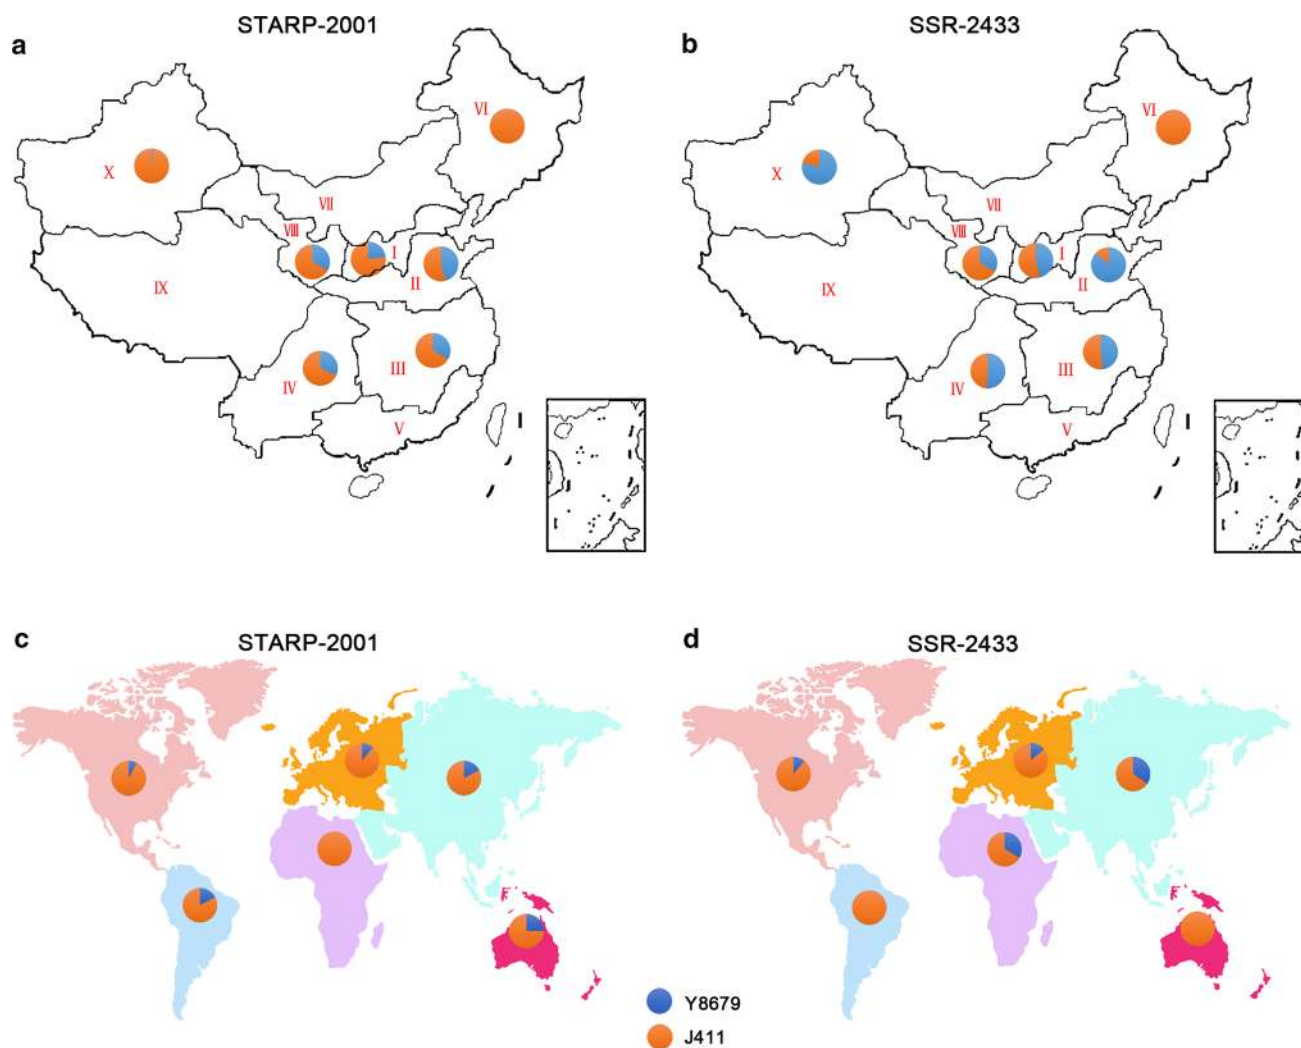 a
STARP-2001
VI
X
VII
VIII
I
IX
II
IV
III
V
b
SSR-2433
VI
X
VII
VIII
I
IX
II
IV
III
V
c
STARP-2001
d
SSR-2433
Y8679
J411